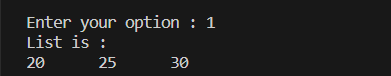 Enter your option : 1
List is :
20      25      30